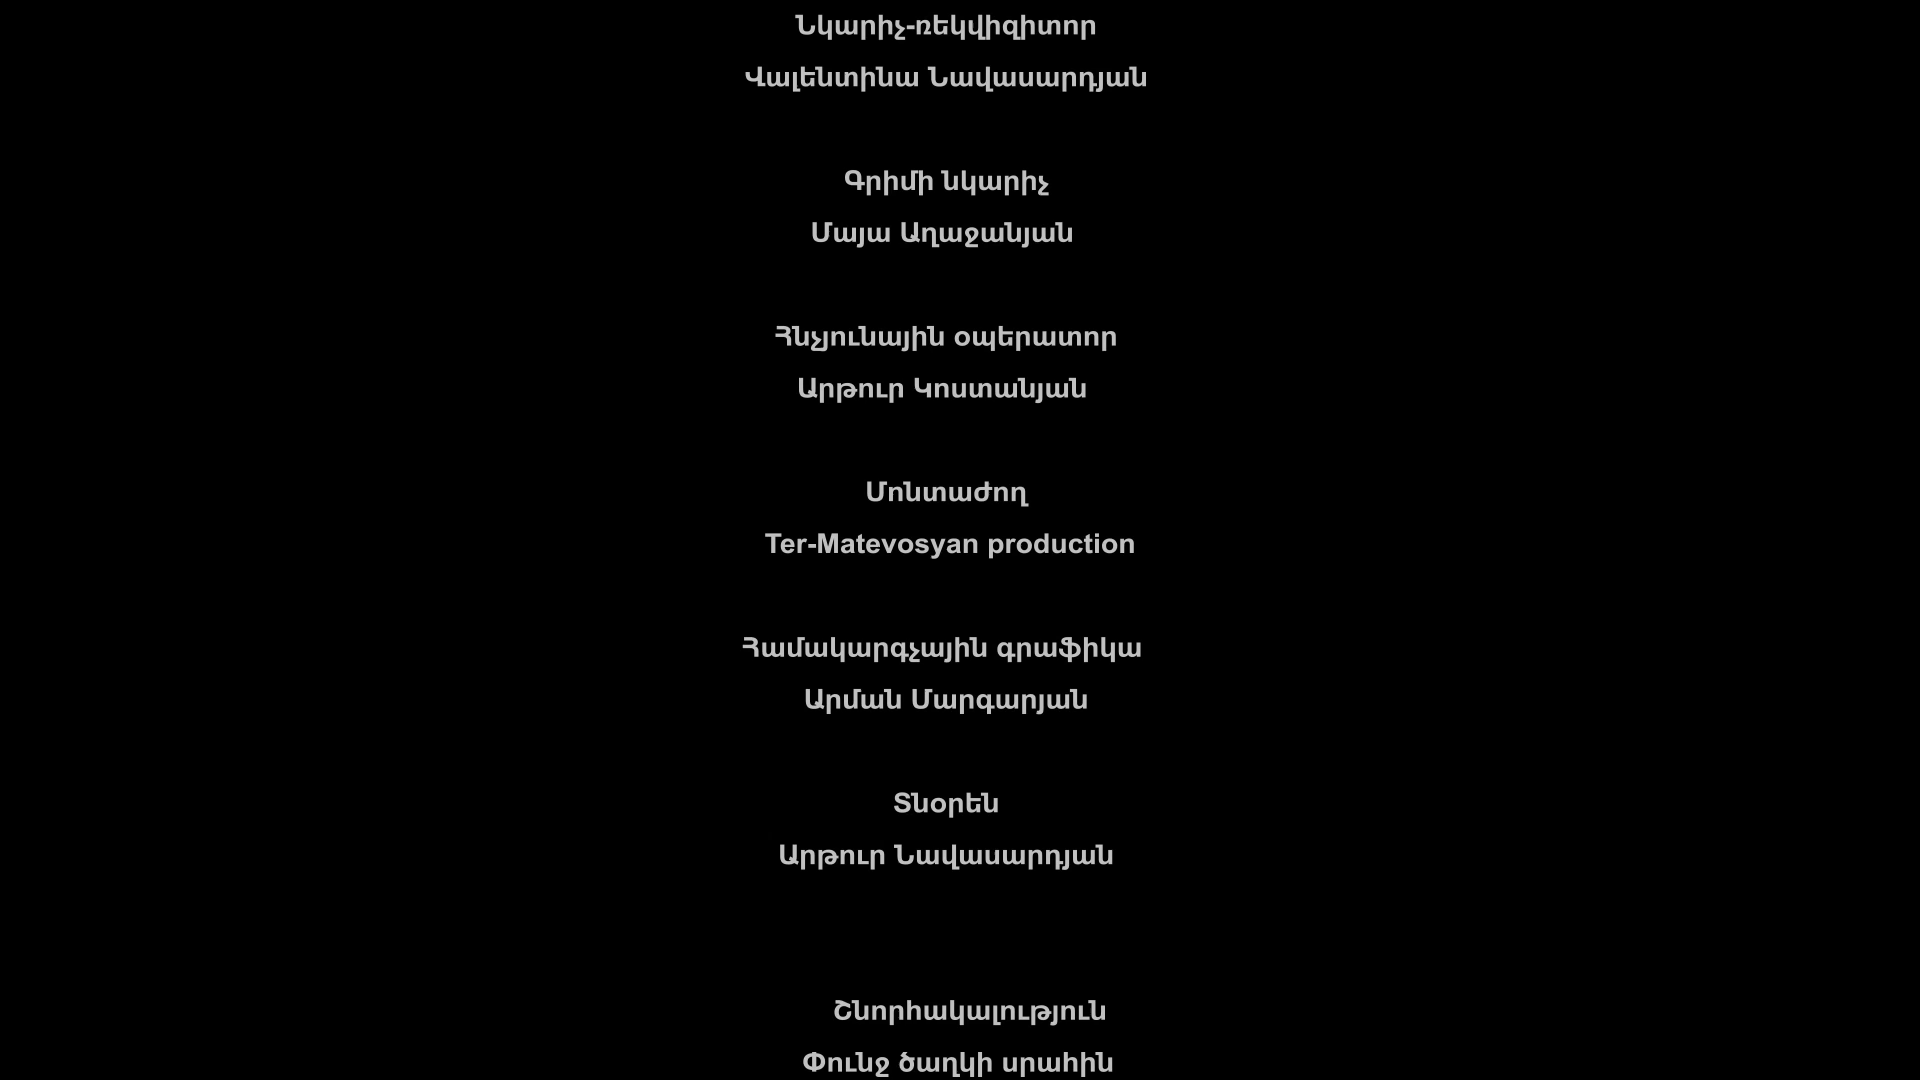 Նկարիչ-ռեկվիզիտոր
Վալենտինա Նավասարդյան
Գրիմի նկարիչ
Մայա Աղաջանյան
Հնչյունային օպերատոր
Արթուր Կոստանյան
Մոնտաժող
Ter-Matevosyan production
Համակարգչային գրաֆիկա
Արման Մարգարյան
Տնօրեն
Արթուր Նավասարդյան
Շնորհակալություն
Փունջ ծաղկի սրահին